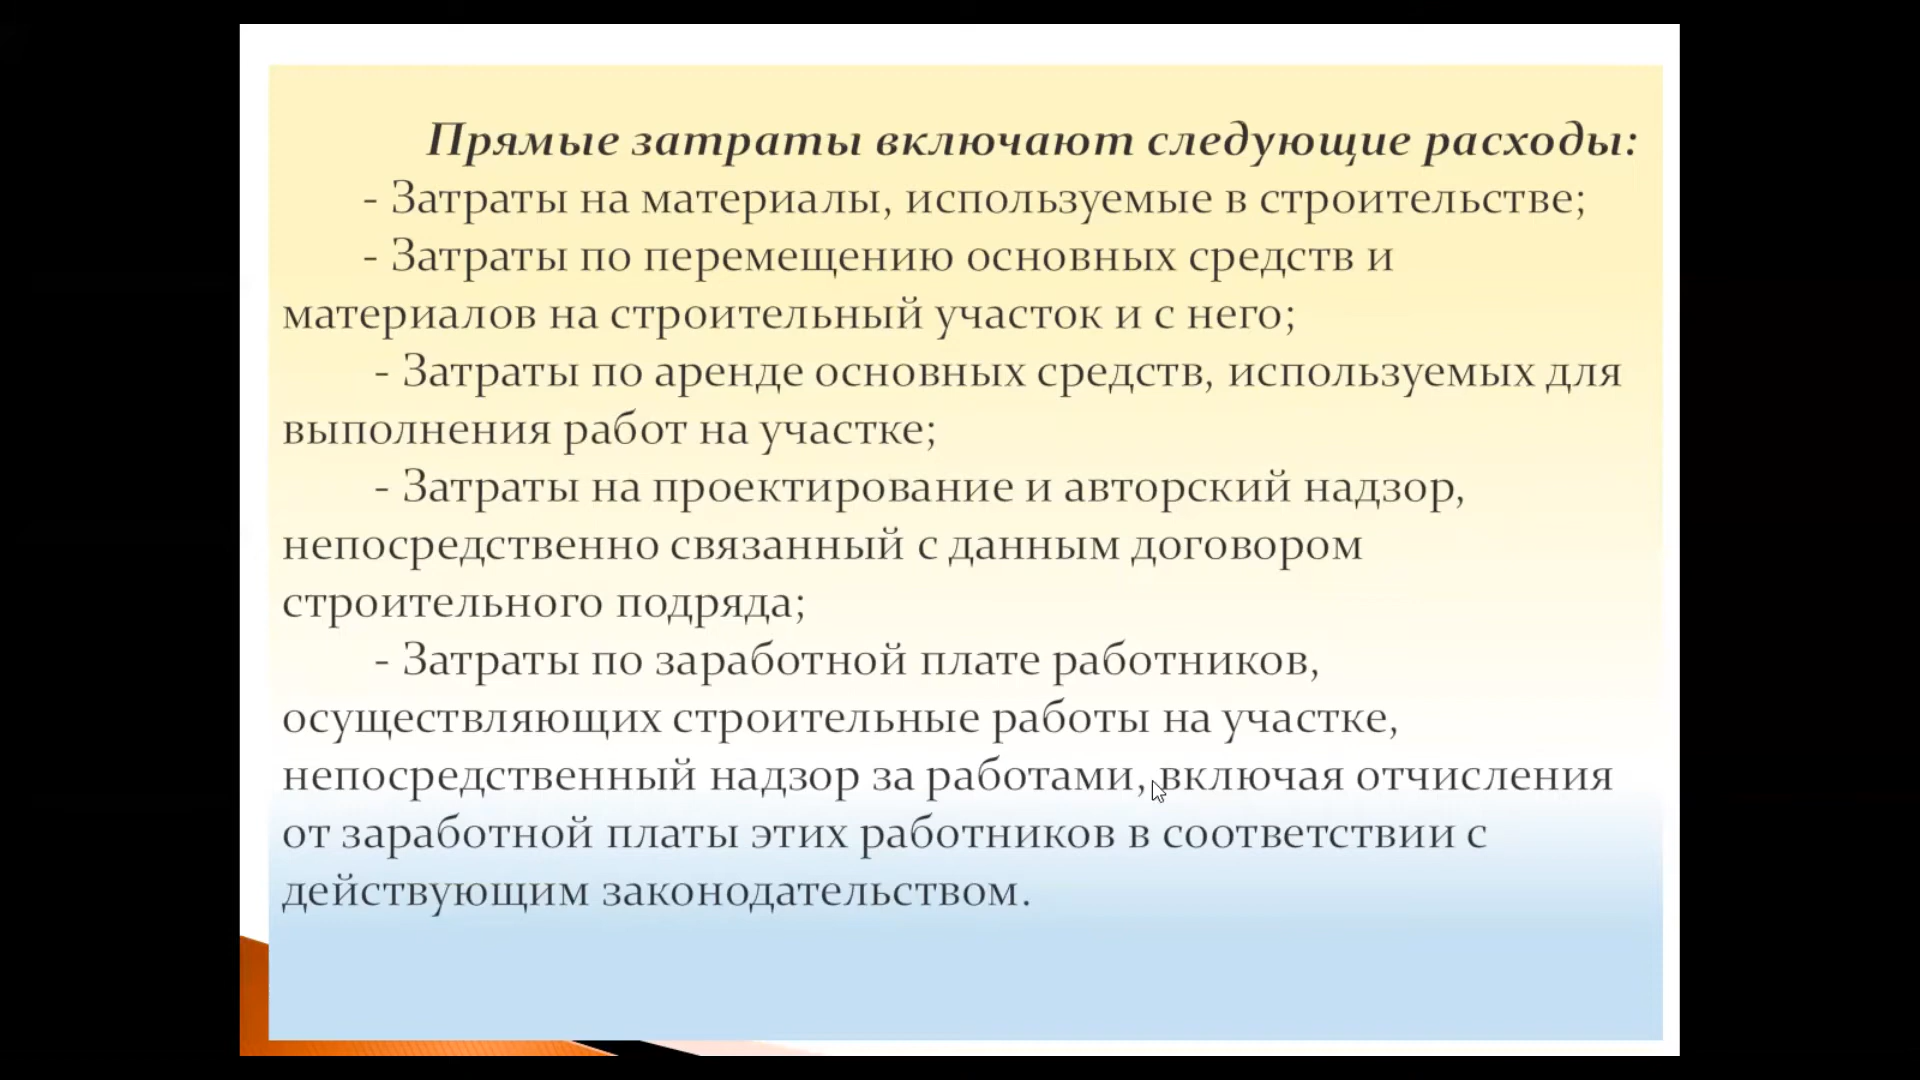 Прямые затраты включают следующие расходы:
- Затраты на материалы, используемые в строительстве;
- Затраты по перемещению основных средств и
материалов на строительный участок и с него;
- Затраты по аренде основных средств, используемых для
выполнения работ на участке;
- Затраты на проектирование и авторский надзор,
непосредственно связанный с данным договором
строительного подряда;
- Затраты по заработной плате работников,
осуществляющих строительные работы на участке,
непосредственный надзор за работами, включая отчисления
от заработной платы этих работников в соответствии с
действующим законодательством.